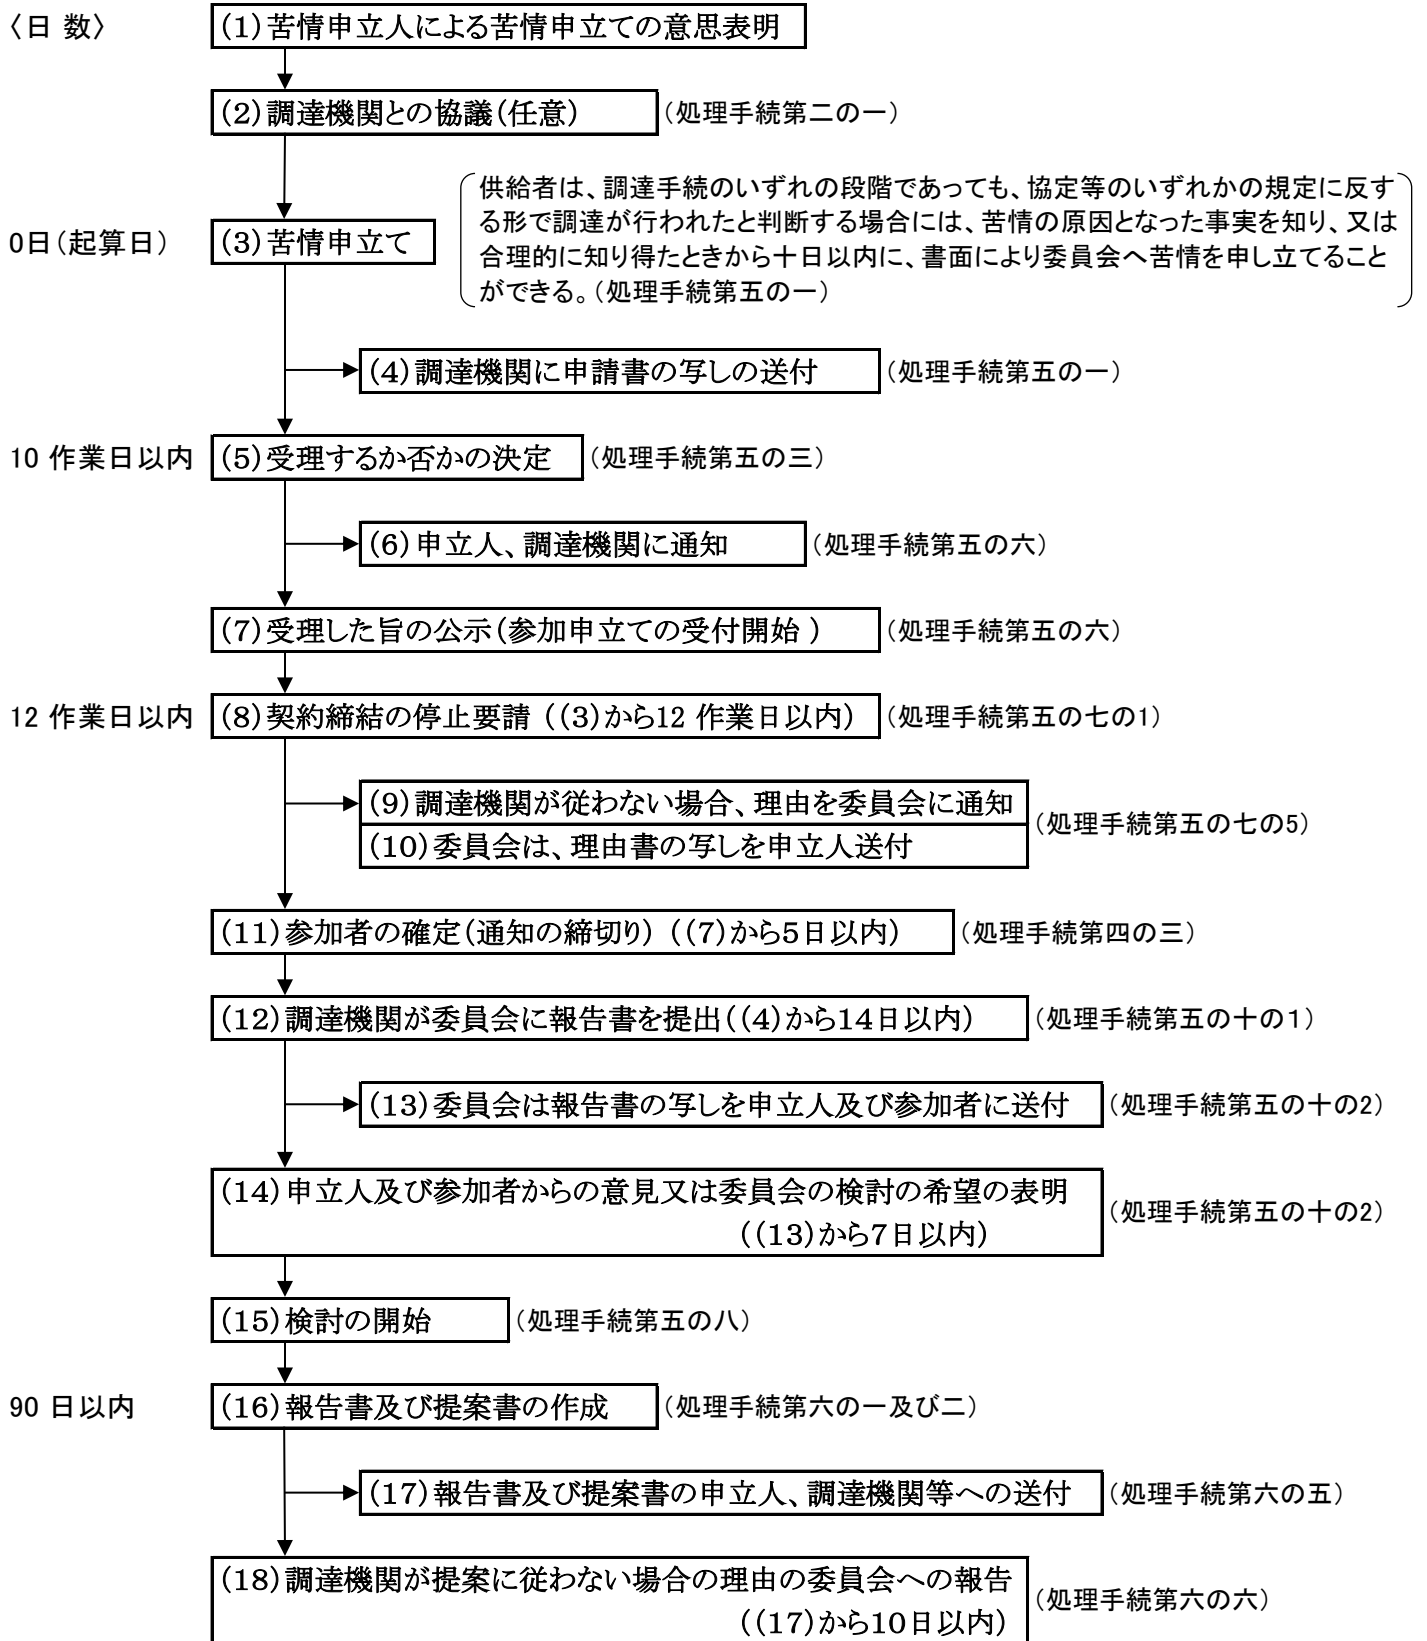 〈日 数〉
(1)苦情申立人による苦情申立ての意思表明
(2)調達機関との協議(任意)
(処理手続第二の一)
0日(起算日)
(3)苦情申立て
供給者は、調達手続のいずれの段階であっても、協定等のいずれかの規定に反す
る形で調達が行われたと判断する場合には、苦情の原因となった事実を知り、又は
合理的に知り得たときから十日以内に、書面により委員会へ苦情を申し立てること
ができる。(処理手続第五の一)
(4)調達機関に申請書の写しの送付
(処理手続第五の一)
10 作業日以内
(5)受理するか否かの決定
(処理手続第五の三)
(6)申立人、調達機関に通知
(処理手続第五の六)
(7)受理した旨の公示(参加申立ての受付開始 )
(処理手続第五の六)
12 作業日以内
(8)契約締結の停止要請 ((3)から12 作業日以内)
(処理手続第五の七の1)
(9)調達機関が従わない場合、理由を委員会に通知
(10)委員会は、理由書の写しを申立人送付
(処理手続第五の七の5)
(11)参加者の確定(通知の締切り) ((7)から5日以内)
(処理手続第四の三)
(12)調達機関が委員会に報告書を提出((4)から14日以内)
(処理手続第五の十の1)
(13)委員会は報告書の写しを申立人及び参加者に送付
(処理手続第五の十の2)
(14)申立人及び参加者からの意見又は委員会の検討の希望の表明
((13)から7日以内)
(処理手続第五の十の2)
(15)検討の開始
(処理手続第五の八)
90 日以内
(16)報告書及び提案書の作成
(処理手続第六の一及び二)
(17)報告書及び提案書の申立人、調達機関等への送付
(処理手続第六の五)
(18)調達機関が提案に従わない場合の理由の委員会への報告
((17)から10日以内)
(処理手続第六の六)